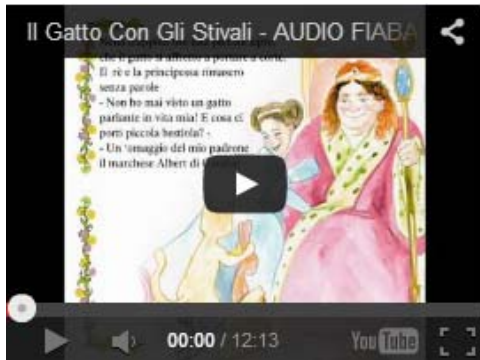 Il Gatto Con Gli Stivali - AUDIO FIABA
che il gatto si affrettò a portare a corte.
Il rè e la principessa rimasero
senza parole
- Non ho mai visto un gatto
parlante in vita mia! E cosa ci
porti piccola bestiola? -
- Un 'omaggio del mio padrone
il marchese Albert di
00:00 / 12:13
YouTube